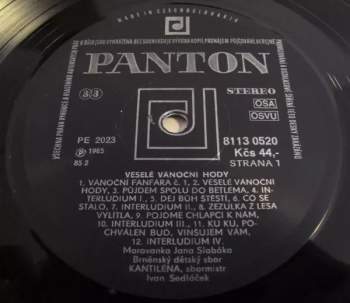 MADE IN CZECHOSLOVAKIA
PANTON
33
STEREO
OSA
OSVU
PE 2023
8113 0520
Ⓟ 1985
Kčs 44,-
85 2
STRANA 1
VESELÉ VÁNOČNÍ HODY
1. VÁNOČNÍ FANFÁRA Č. 1, 2. VESELÉ VÁNOČNÍ
HODY, 3. PŮJDEM SPOLU DO BETLÉMA, 4. IN-
TERLUDIUM I., 5. DEJ BŮH ŠTĚSTÍ, 6. CO SE
STALO, 7. INTERLUDIUM II., 8. ZEZULKA Z LESA
VYLÍTLA, 9. POJĎME CHLAPCI K NÁM,
10. INTERLUDIUM III., 11. KU KU, PO-
CHVÁLEN BUĎ, VINŠUJEM VÁM,
12. INTERLUDIUM IV.
Moravanka Jana Slabáka
Brněnský dětský sbor
KANTILÉNA, sbormistr
Ivan Sedláček